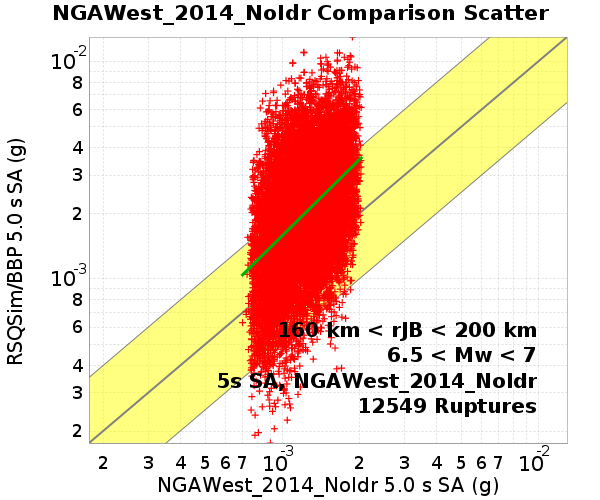 NGAWest_2014_NoIdr Comparison Scatter
10-2
8
6
4
3
2
10-3
8
6
4
3
2
RSQSim/BBP 5.0 s SA (g)
160 km < rJB < 200 km
6.5 < Mw < 7
5s SA, NGAWest_2014_NoIdr
12549 Ruptures
2 3 4 5 6 7 10-3 2 3 4 5 6 7 10-2
NGAWest_2014_NoIdr 5.0 s SA (g)